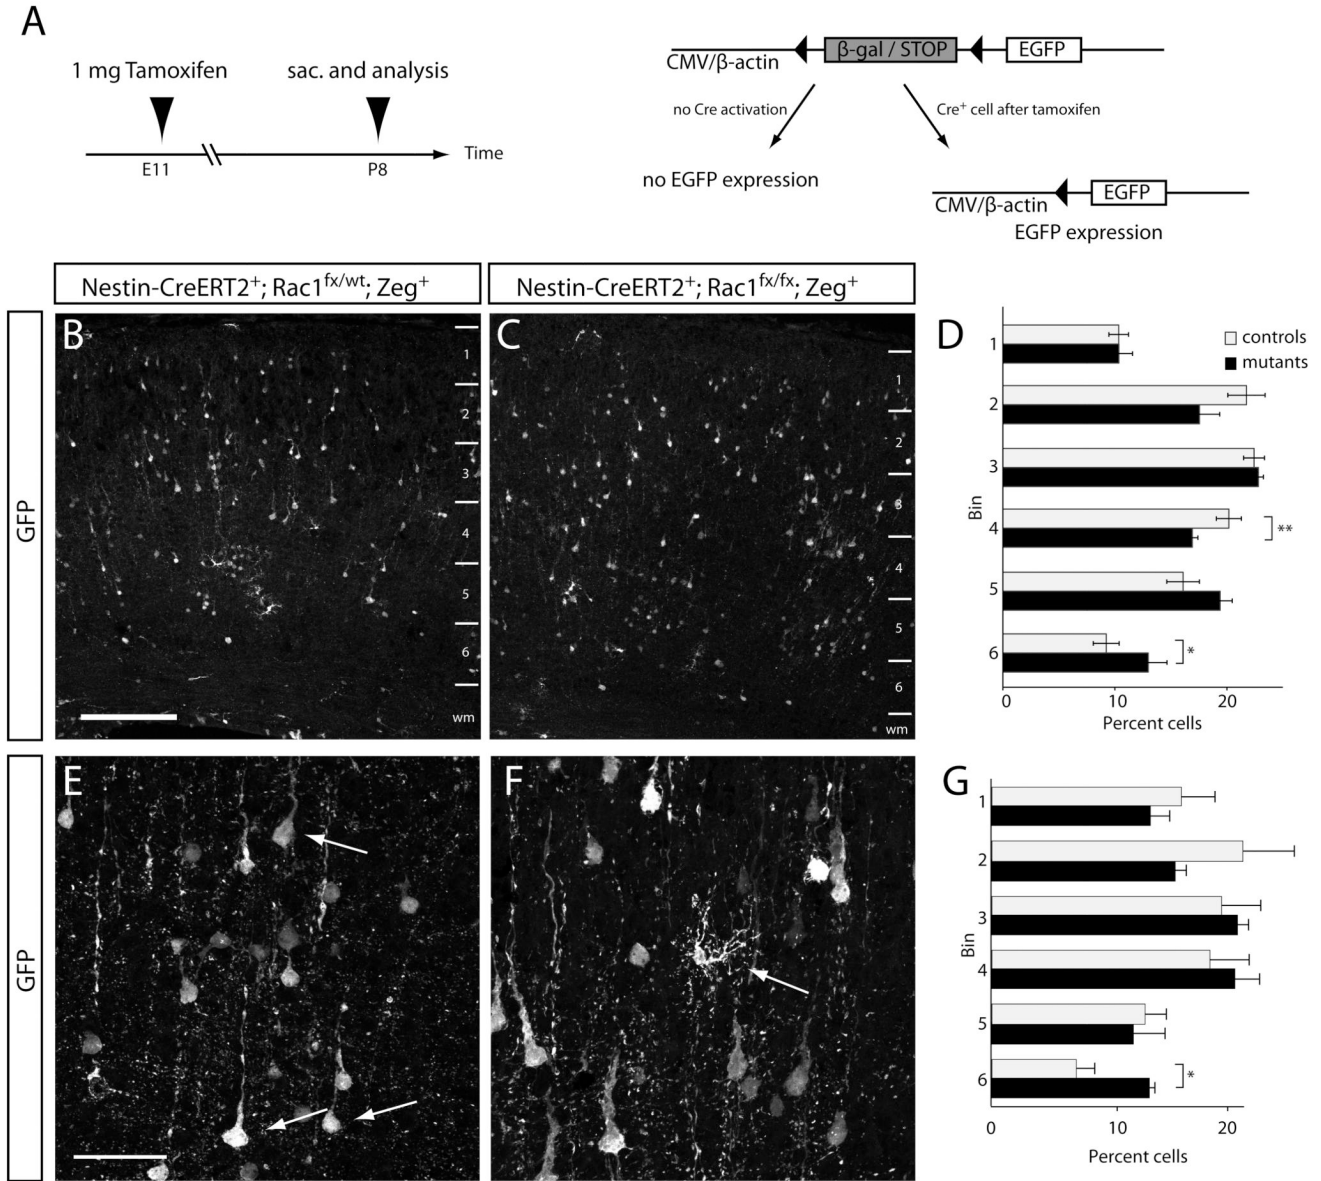 A
1 mg Tamoxifen
sac. and analysis
E11
P8
Time
CMV/β-actin
β-gal / STOP
EGFP
no Cre activation
Cre⁺ cell after tamoxifen
no EGFP expression
CMV/β-actin
EGFP
EGFP expression
Nestin-CreERT2⁺; Rac1ᶠˣ/ʷᵗ; Zeg⁺
Nestin-CreERT2⁺; Rac1ᶠˣ/ᶠˣ; Zeg⁺
GFP
B
1
2
3
4
5
6
wm
C
1
2
3
4
5
6
wm
D
controls
mutants
Bin
1
2
3
4
**
5
6
*
0
10
20
Percent cells
GFP
E
F
G
Bin
1
2
3
4
5
6
*
0
10
20
Percent cells